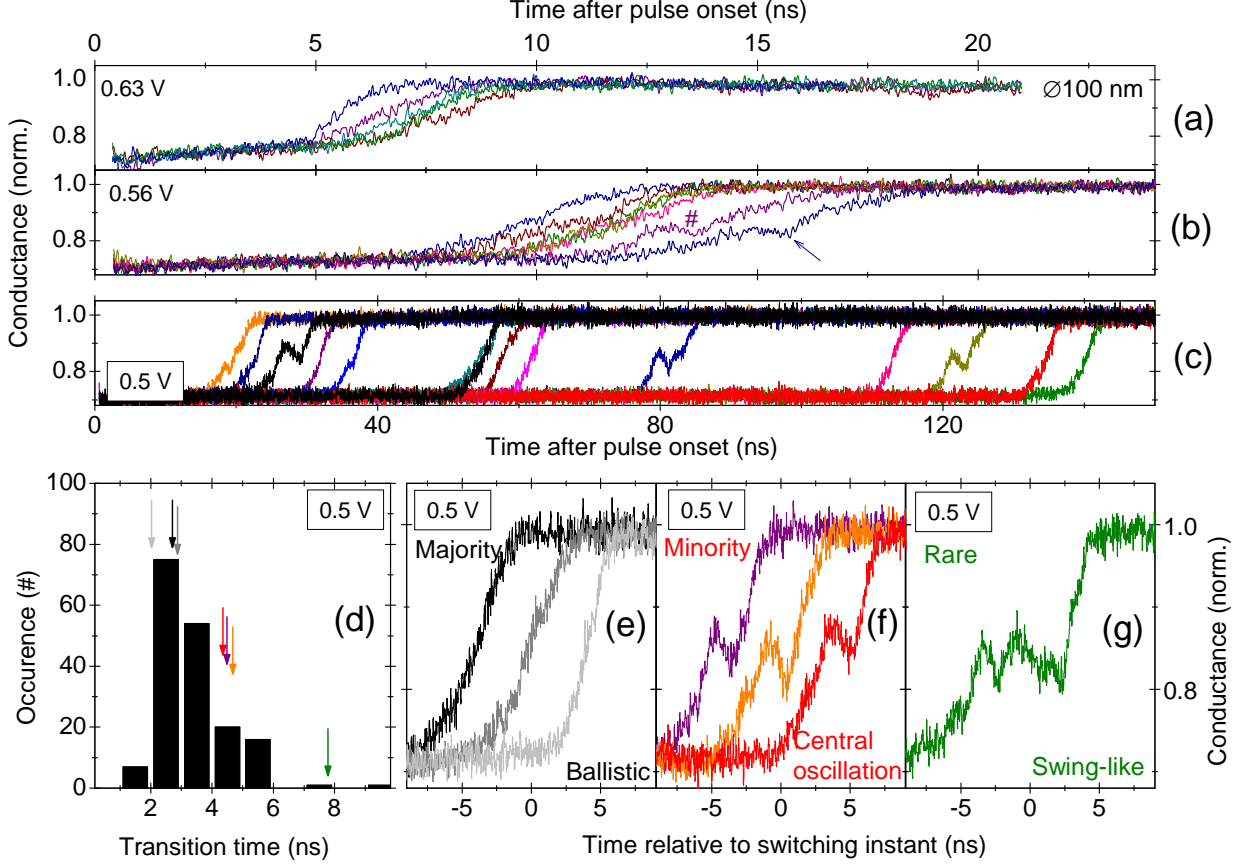 Time after pulse onset (ns)
0 5 10 15 20
1.0
0.8
0.63 V
Ø100 nm
(a)
1.0
0.8
0.56 V
#
(b)
Conductance (norm.)
1.0
0.8
0.5 V
(c)
0 40 80 120
Time after pulse onset (ns)
100
80
60
40
20
0
Occurence (#)
0.5 V
(d)
2 4 6 8
Transition time (ns)
0.5 V
Majority
(e)
Ballistic
0.5 V
Minority
(f)
Central
oscillation
0.5 V
Rare
(g)
Swing-like
1.0
0.8
Conductance (norm.)
-5 0 5 -5 0 5 -5 0 5
Time relative to switching instant (ns)